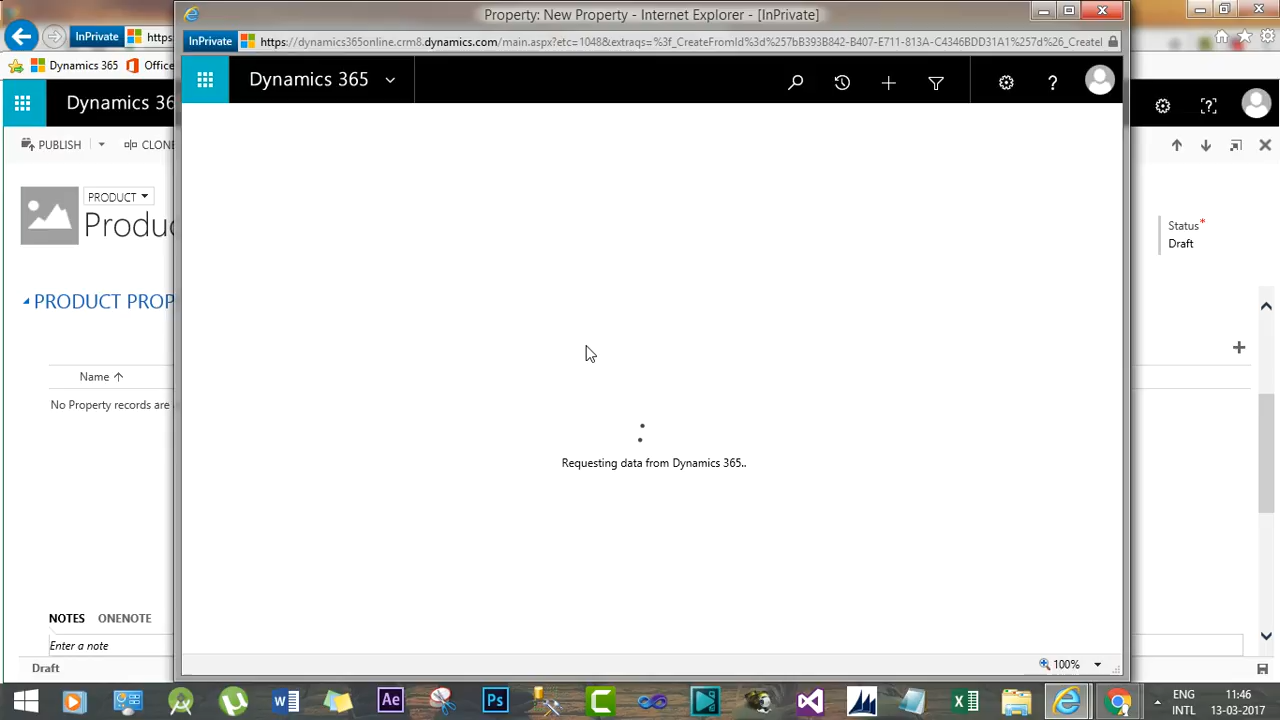 Property: New Property - Internet Explorer - [InPrivate]
InPrivate
https://dynamics365online.crm8.dynamics.com/main.aspx?etc=1048&extraqs=%3f_CreateFromId%3d%257bB393B842-B407-E711-813A-C4346BDD31A1%257d%26_CreateI
InPrivate
https
Dynamics 365
Office
Dynamics 365
Dynamics 36
PUBLISH
CLONE
PRODUCT
Produc
Status*
Draft
PRODUCT PROP
Name
No Property records are
Requesting data from Dynamics 365..
NOTES ONENOTE
Enter a note
Draft
100%
W
Ae
Ps
C
X
ENG
INTL
11:46
13-03-2017